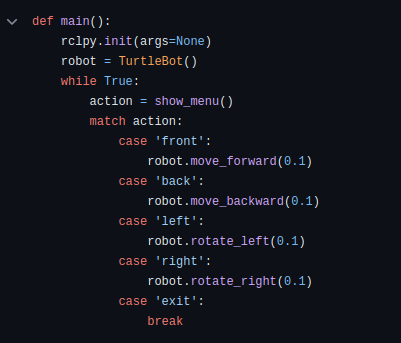 def main():
    rclpy.init(args=None)
    robot = TurtleBot()
    while True:
        action = show_menu()
        match action:
            case 'front':
                robot.move_forward(0.1)
            case 'back':
                robot.move_backward(0.1)
            case 'left':
                robot.rotate_left(0.1)
            case 'right':
                robot.rotate_right(0.1)
            case 'exit':
                break